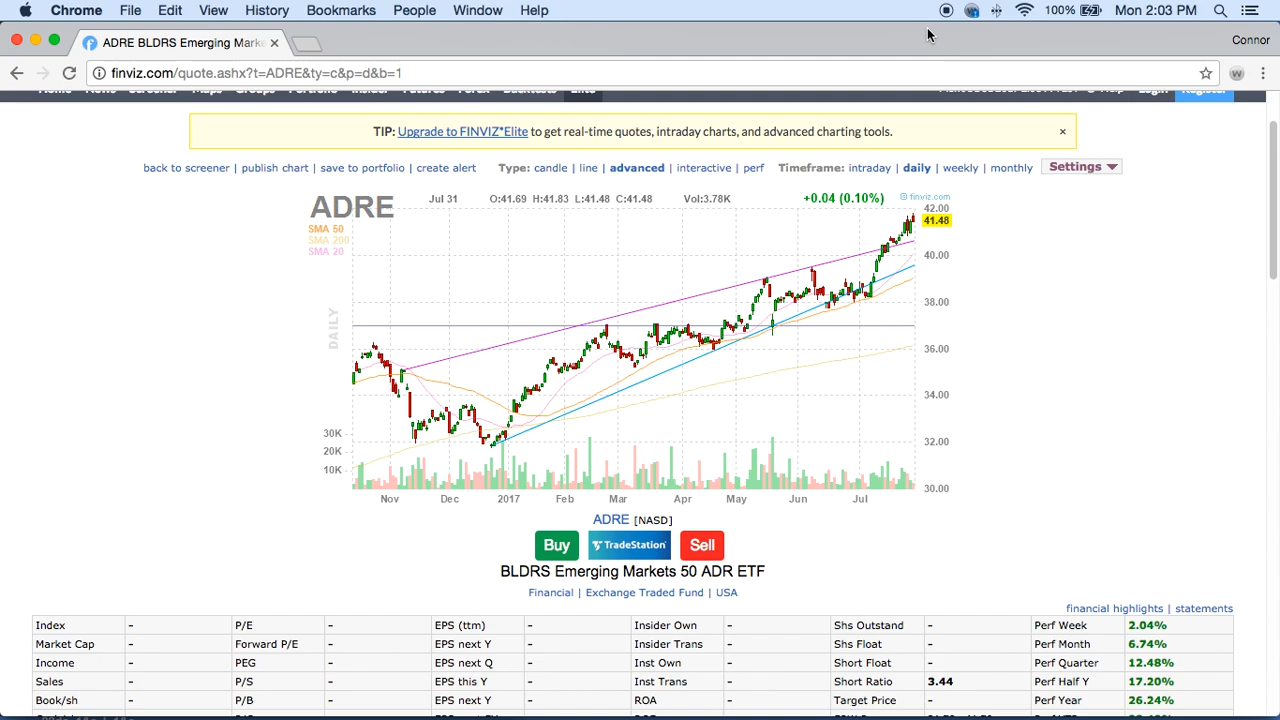 Chrome File Edit View History Bookmarks People Window Help 100% Mon 2:03 PM
ADRE BLDRS Emerging Marke Connor
finviz.com/quote.ashx?t=ADRE&ty=c&p=d&b=1
TIP: Upgrade to FINVIZ*Elite to get real-time quotes, intraday charts, and advanced charting tools. ×
back to screener | publish chart | save to portfolio | create alert Type: candle | line | advanced | interactive | perf Timeframe: intraday | daily | weekly | monthly Settings
ADRE Jul 31 O:41.69 H:41.83 L:41.48 C:41.48 Vol:3.78K +0.04 (0.10%) © finviz.com
42.00
41.48
SMA 50
SMA 200
SMA 20
40.00
38.00
DAILY
36.00
34.00
30K
32.00
20K
10K
30.00
Nov Dec 2017 Feb Mar Apr May Jun Jul
ADRE [NASD]
Buy TradeStation Sell
BLDRS Emerging Markets 50 ADR ETF
Financial | Exchange Traded Fund | USA
financial highlights | statements
Index - P/E - EPS (ttm) - Insider Own - Shs Outstand - Perf Week 2.04%
Market Cap - Forward P/E - EPS next Y - Insider Trans - Shs Float - Perf Month 6.74%
Income - PEG - EPS next Q - Inst Own - Short Float - Perf Quarter 12.48%
Sales - P/S - EPS this Y - Inst Trans - Short Ratio 3.44 Perf Half Y 17.20%
Book/sh - P/B - EPS next Y - ROA - Target Price - Perf Year 26.24%